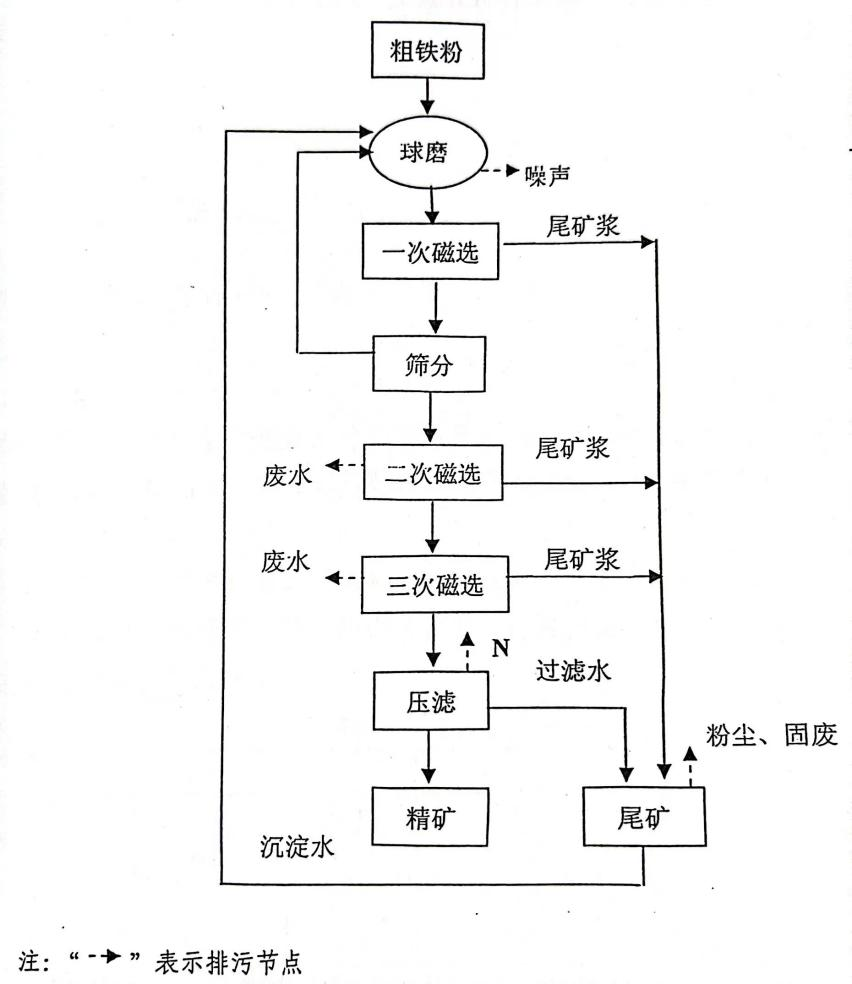 粗铁粉
球磨
噪声
尾矿浆
一次磁选
筛分
尾矿浆
废水
二次磁选
废水
尾矿浆
三次磁选
N
过滤水
压滤
粉尘、固废
精矿
尾矿
沉淀水
注：“ ” 表示排污节点